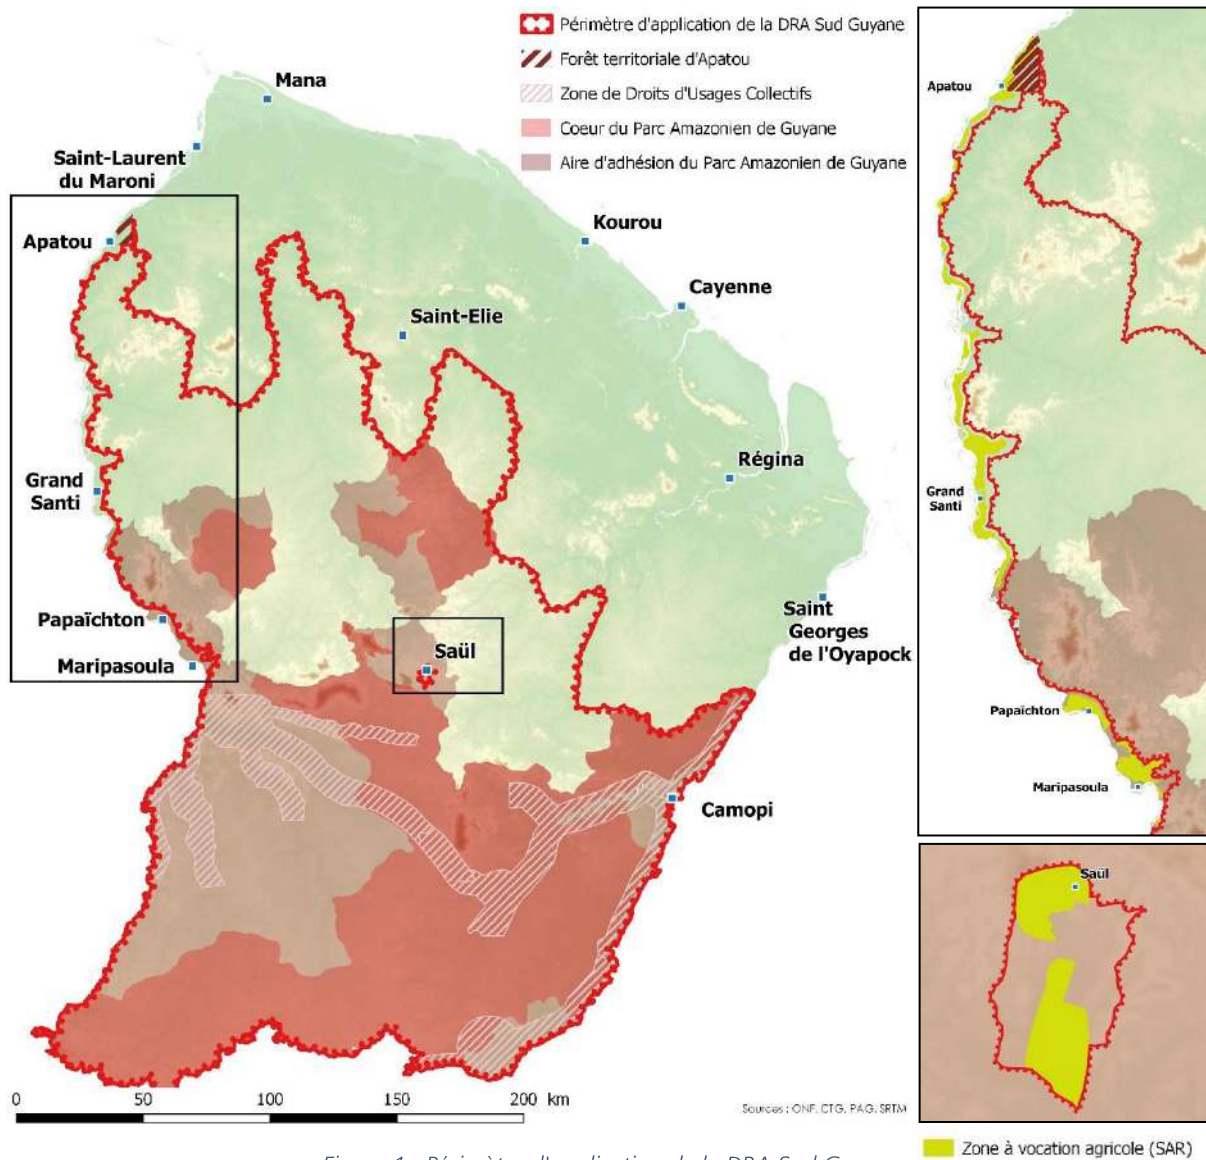 Périmètre d'application de la DRA Sud Guyane
Forêt territoriale d'Apatou
Zone de Droits d'Usages Collectifs
Coeur du Parc Amazonien de Guyane
Aire d'adhésion du Parc Amazonien de Guyane
Mana
Saint-Laurent
du Maroni
Apatou
Kourou
Cayenne
Saint-Elie
Régina
Grand
Santi
Papaïchton
Maripasoula
Saül
Saint
Georges
de l'Oyapock
Camopi
0 50 100 150 200 km
Sources : ONF, CTG, PAG, SRTM
Apatou
Grand
Santi
Papaïchton
Maripasoula
Saül
Zone à vocation agricole (SAR)